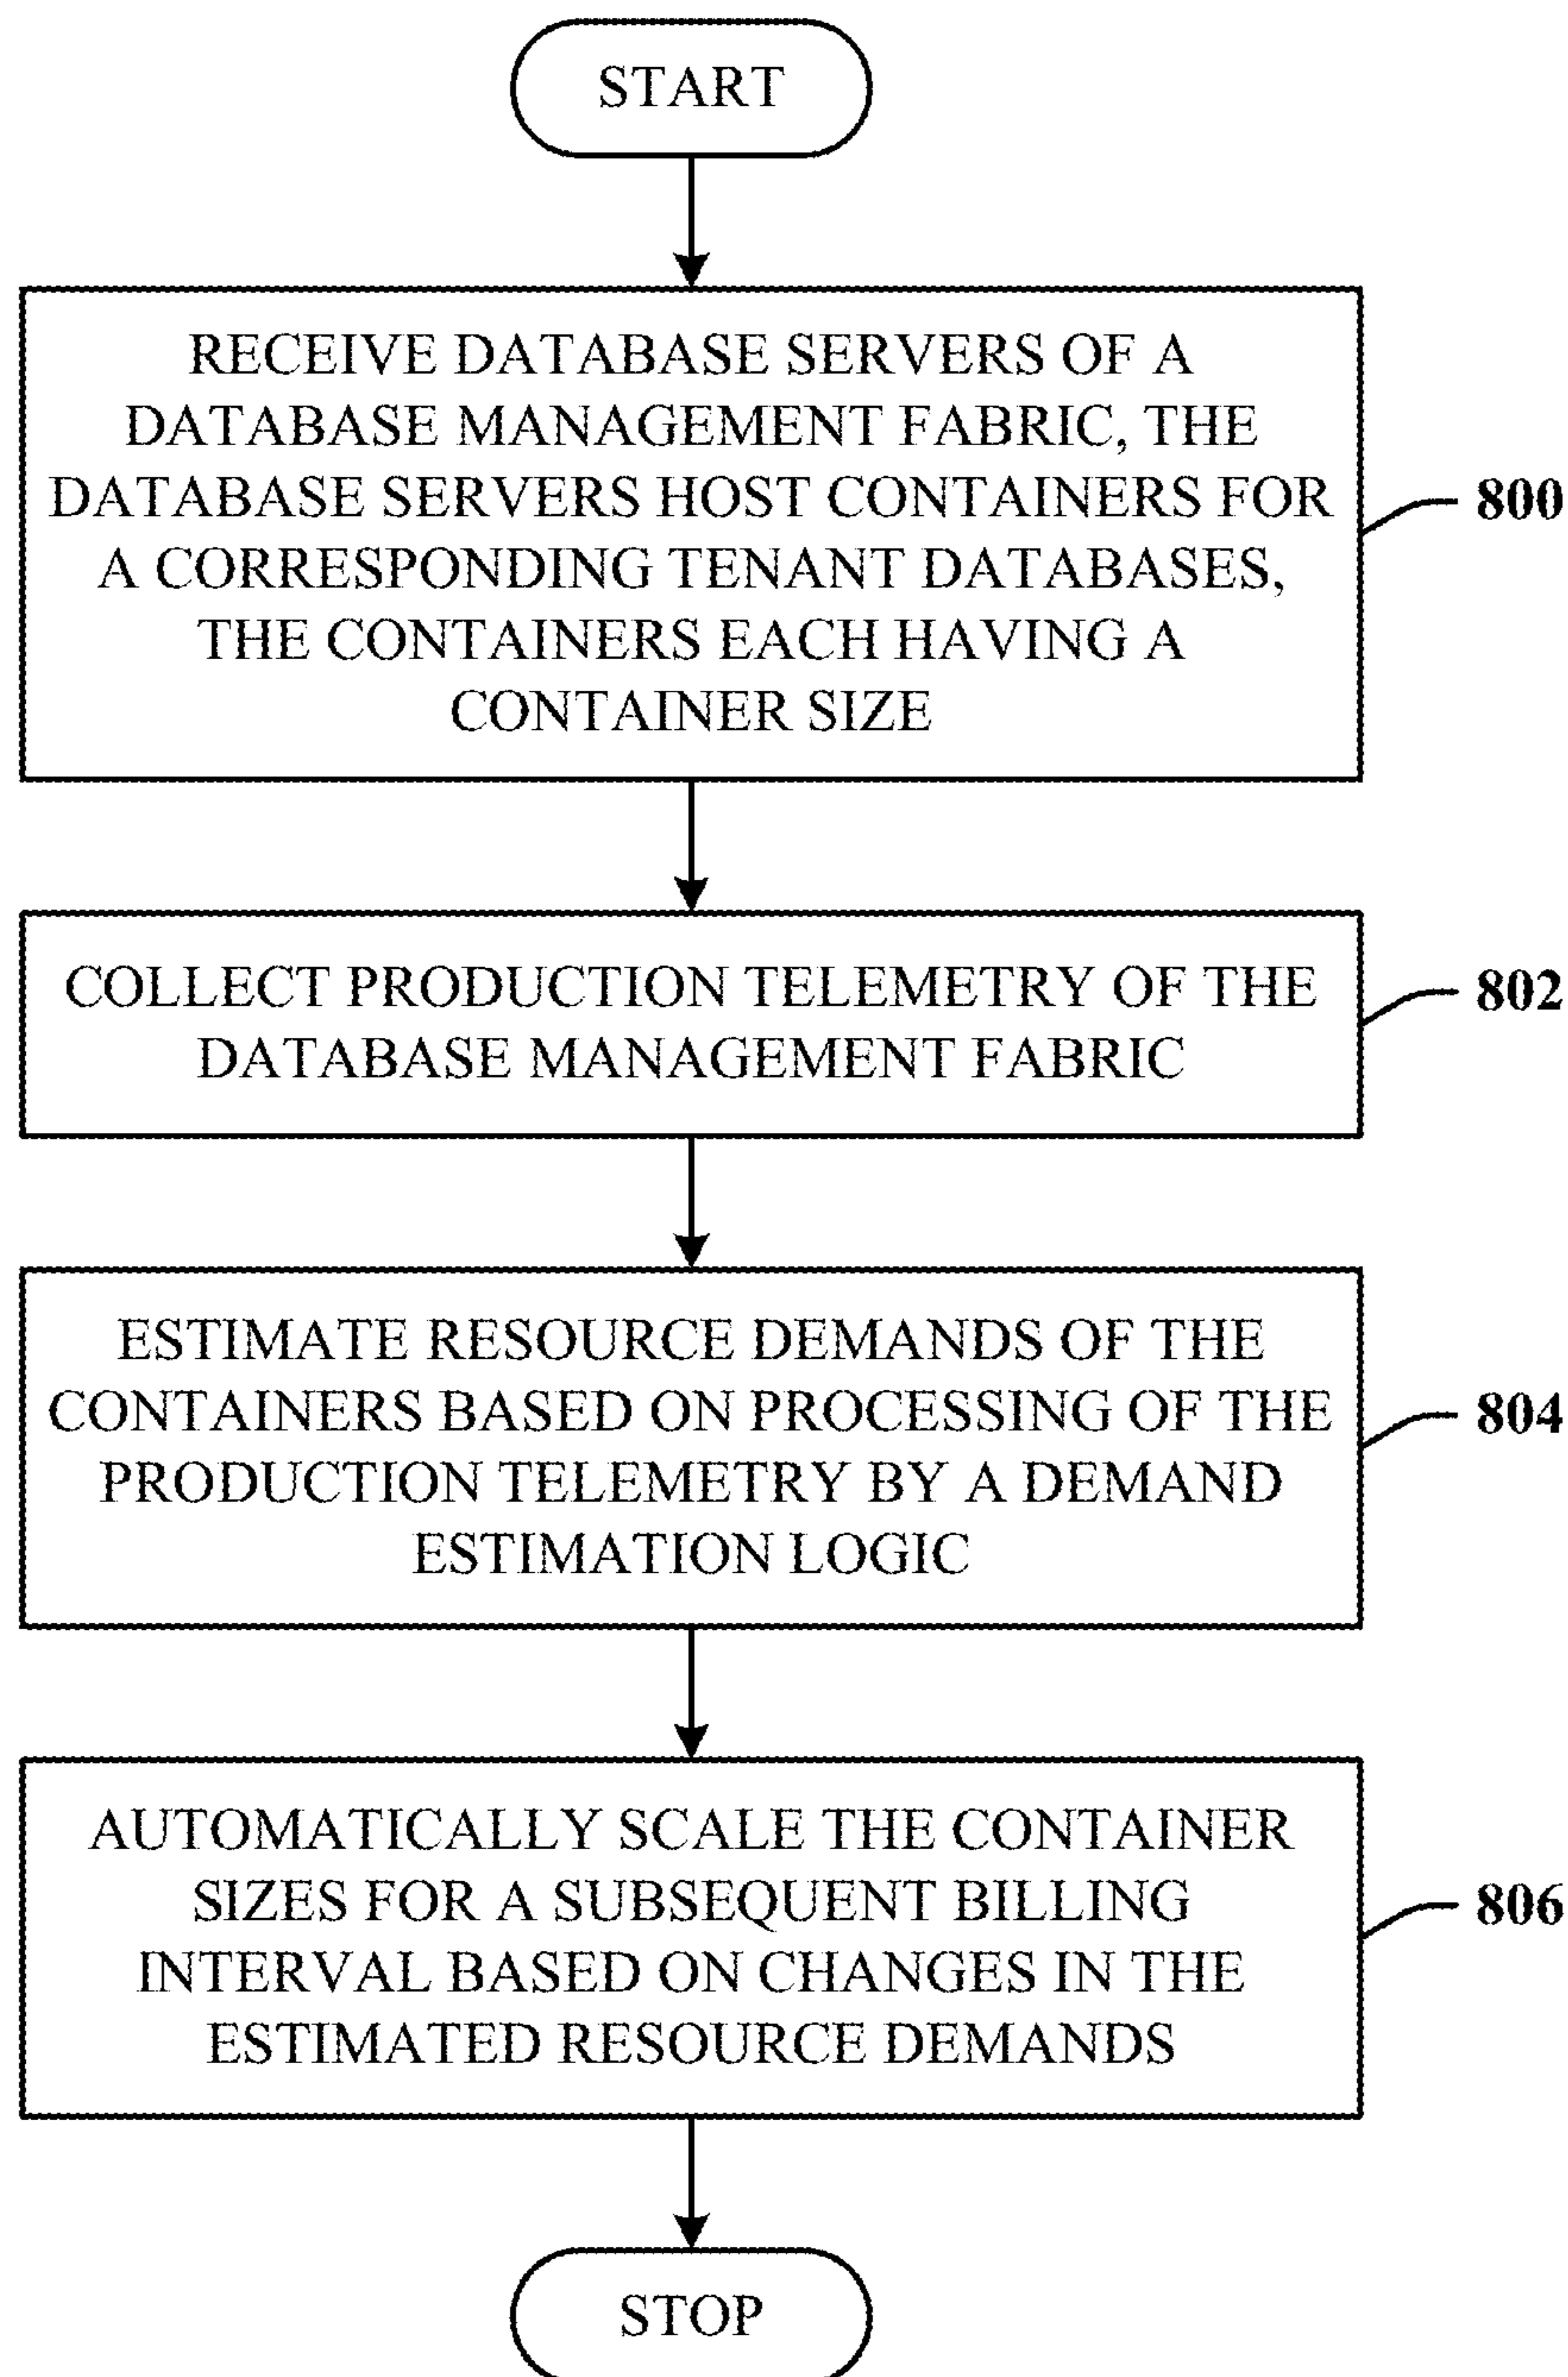 START
RECEIVE DATABASE SERVERS OF A
DATABASE MANAGEMENT FABRIC, THE
DATABASE SERVERS HOST CONTAINERS FOR
A CORRESPONDING TENANT DATABASES,
THE CONTAINERS EACH HAVING A
CONTAINER SIZE
800
COLLECT PRODUCTION TELEMETRY OF THE
DATABASE MANAGEMENT FABRIC
802
ESTIMATE RESOURCE DEMANDS OF THE
CONTAINERS BASED ON PROCESSING OF THE
PRODUCTION TELEMETRY BY A DEMAND
ESTIMATION LOGIC
804
AUTOMATICALLY SCALE THE CONTAINER
SIZES FOR A SUBSEQUENT BILLING
INTERVAL BASED ON CHANGES IN THE
ESTIMATED RESOURCE DEMANDS
806
STOP